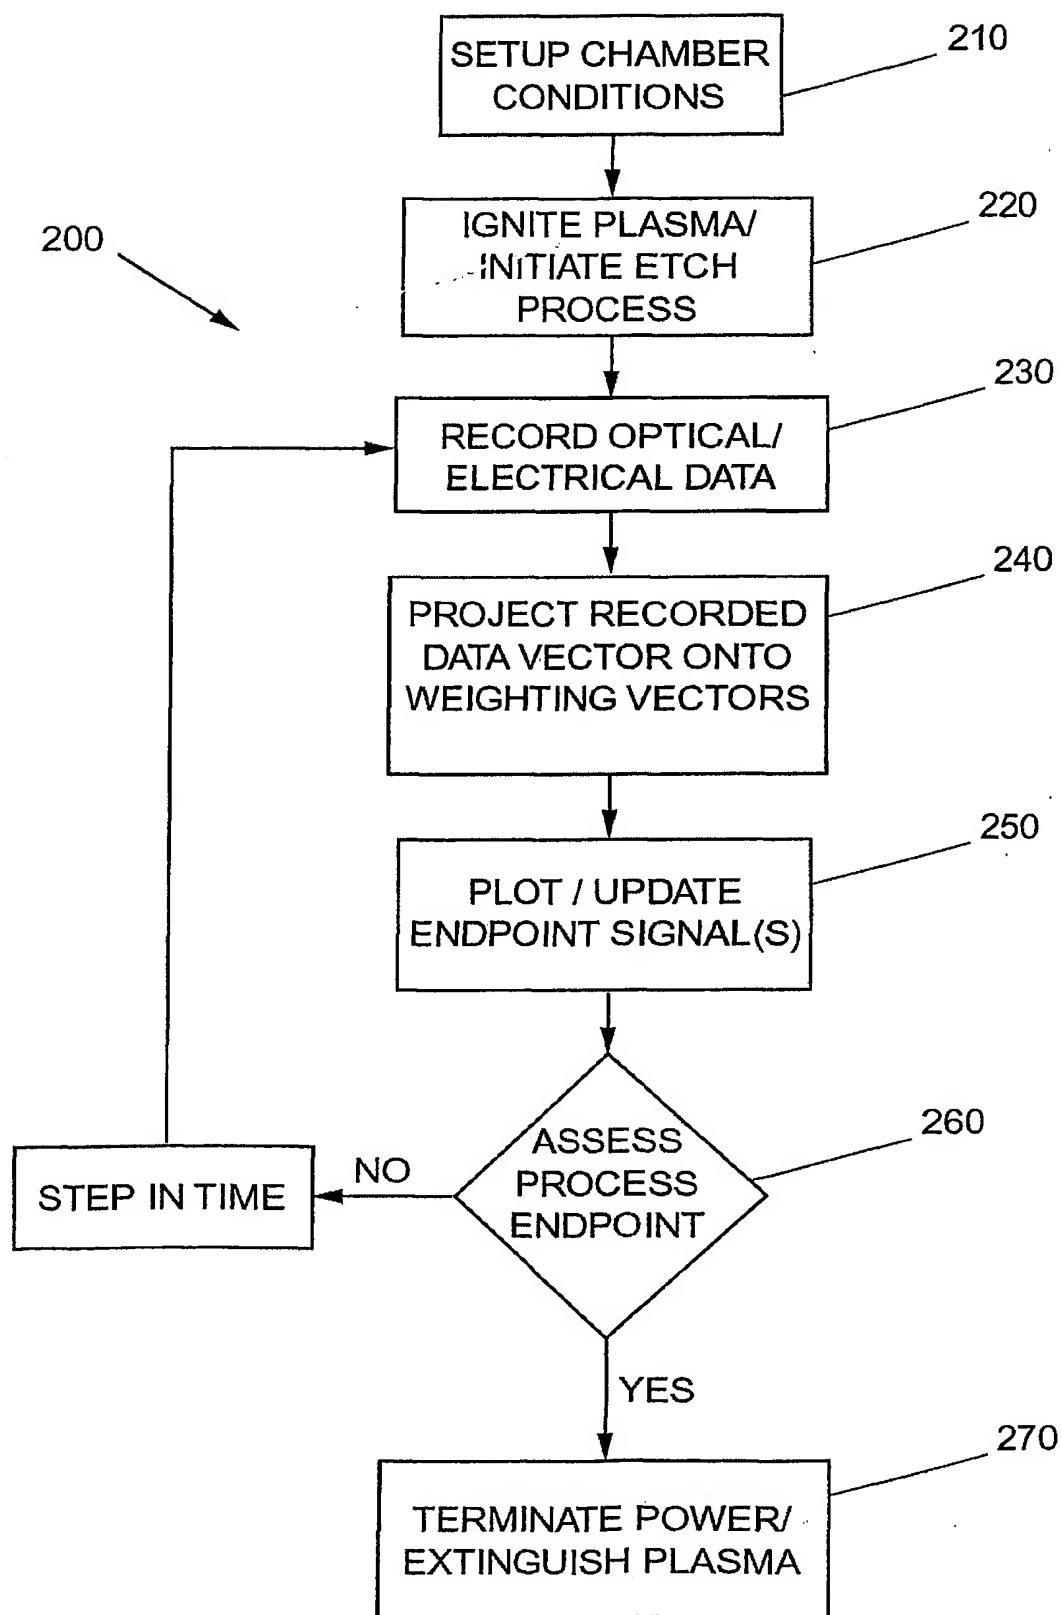 SETUP CHAMBER
CONDITIONS
210
IGNITE PLASMA/
INITIATE ETCH
PROCESS
220
200
RECORD OPTICAL/
ELECTRICAL DATA
230
PROJECT RECORDED
DATA VECTOR ONTO
WEIGHTING VECTORS
240
PLOT / UPDATE
ENDPOINT SIGNAL(S)
250
ASSESS
PROCESS
ENDPOINT
260
NO
STEP IN TIME
YES
TERMINATE POWER/
EXTINGUISH PLASMA
270